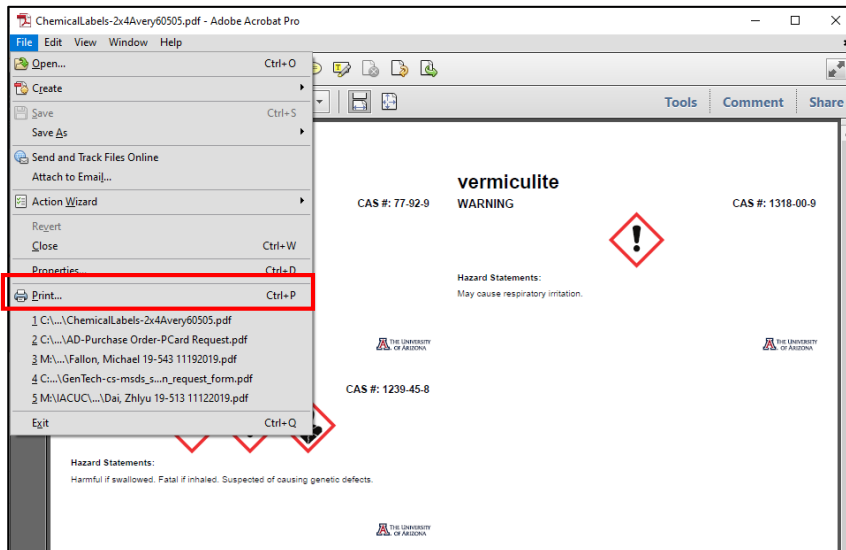 ChemicalLabels-2x4Avery60505.pdf - Adobe Acrobat Pro
File Edit View Window Help
Open... Ctrl+O
Create
Save Ctrl+S
Save As
Send and Track Files Online
Attach to Email...
Action Wizard
Revert
Close Ctrl+W
Properties... Ctrl+D
Print... Ctrl+P
1 C:\...\ChemicalLabels-2x4Avery60505.pdf
2 C:\...\AD-Purchase Order-PCard Request.pdf
3 M:\...\Fallon, Michael 19-543 11192019.pdf
4 C:\...\GenTech-cs-msds_s...n_request_form.pdf
5 M:\IACUC\...\Dai, Zhlyu 19-513 11122019.pdf
Exit Ctrl+Q
Tools Comment Share
CAS #: 77-92-9
THE UNIVERSITY
OF ARIZONA
vermiculite
WARNING CAS #: 1318-00-9
Hazard Statements:
May cause respiratory irritation.
THE UNIVERSITY
OF ARIZONA
CAS #: 1239-45-8
Hazard Statements:
Harmful if swallowed. Fatal if inhaled. Suspected of causing genetic defects.
THE UNIVERSITY
OF ARIZONA